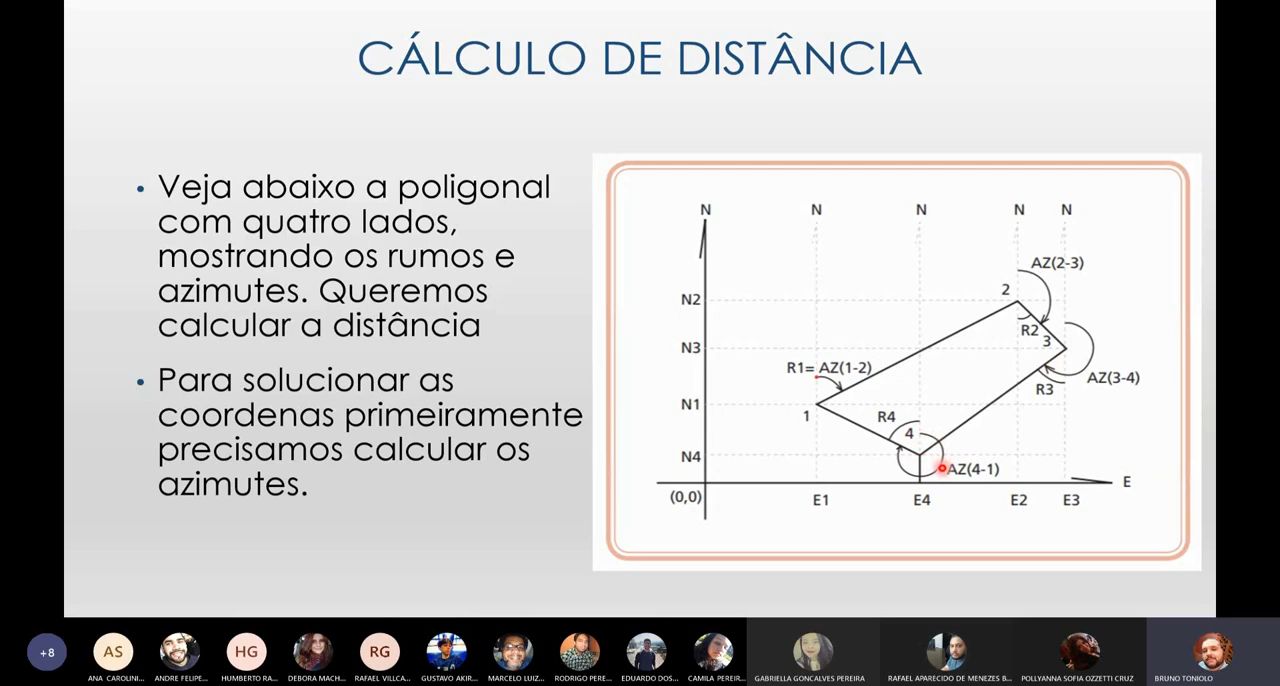 CÁLCULO DE DISTÂNCIA
• Veja abaixo a poligonal
com quatro lados,
mostrando os rumos e
azimutes. Queremos
calcular a distância
• Para solucionar as
coordenas primeiramente
precisamos calcular os
azimutes.
N N N N N
AZ(2-3)
2
N2
R2
3
N3
R1= AZ(1-2)
AZ(3-4)
R3
N1
1
R4
4
N4
AZ(4-1)
E
(0,0) E1 E4 E2 E3
+8 AS HG RG
ANA CAROLINI... ANDRE FELIPE... HUMBERTO RA... DEBORA MACH... RAFAEL VILLCA... GUSTAVO AKIR... MARCELO LUIZ... RODRIGO PERE... EDUARDO DOS... CAMILA PEREIR... GABRIELLA GONCALVES PEREIRA RAFAEL APARECIDO DE MENEZES B... POLLYANNA SOFIA OZZETTI CRUZ BRUNO TONIOLO